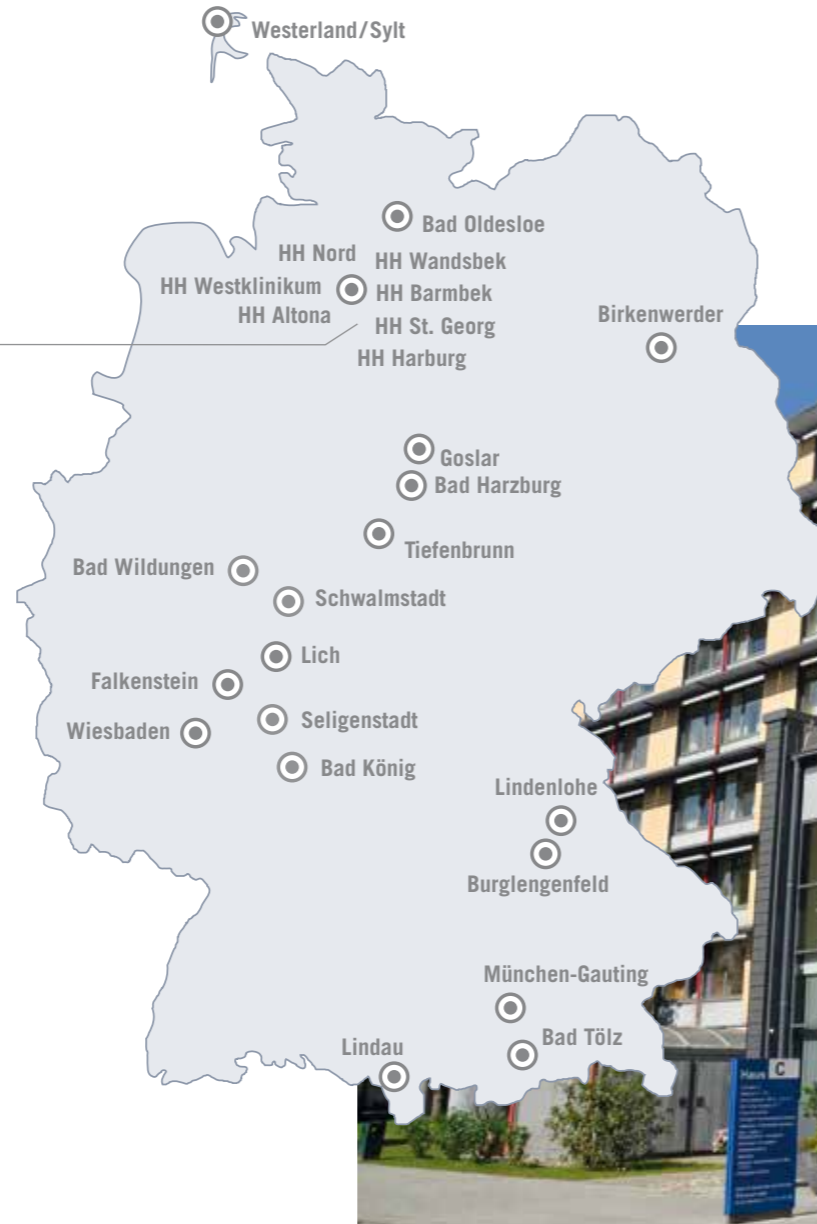 Westerland/Sylt
Bad Oldesloe
HH Nord
HH Wandsbek
HH Westklinikum
HH Barmbek
HH Altona
HH St. Georg
Birkenwerder
HH Harburg
Goslar
Bad Harzburg
Tiefenbrunn
Bad Wildungen
Schwalmstadt
Lich
Falkenstein
Seligenstadt
Wiesbaden
Bad König
Lindenlohe
Burglengenfeld
München-Gauting
Bad Tölz
Lindau
Haus C